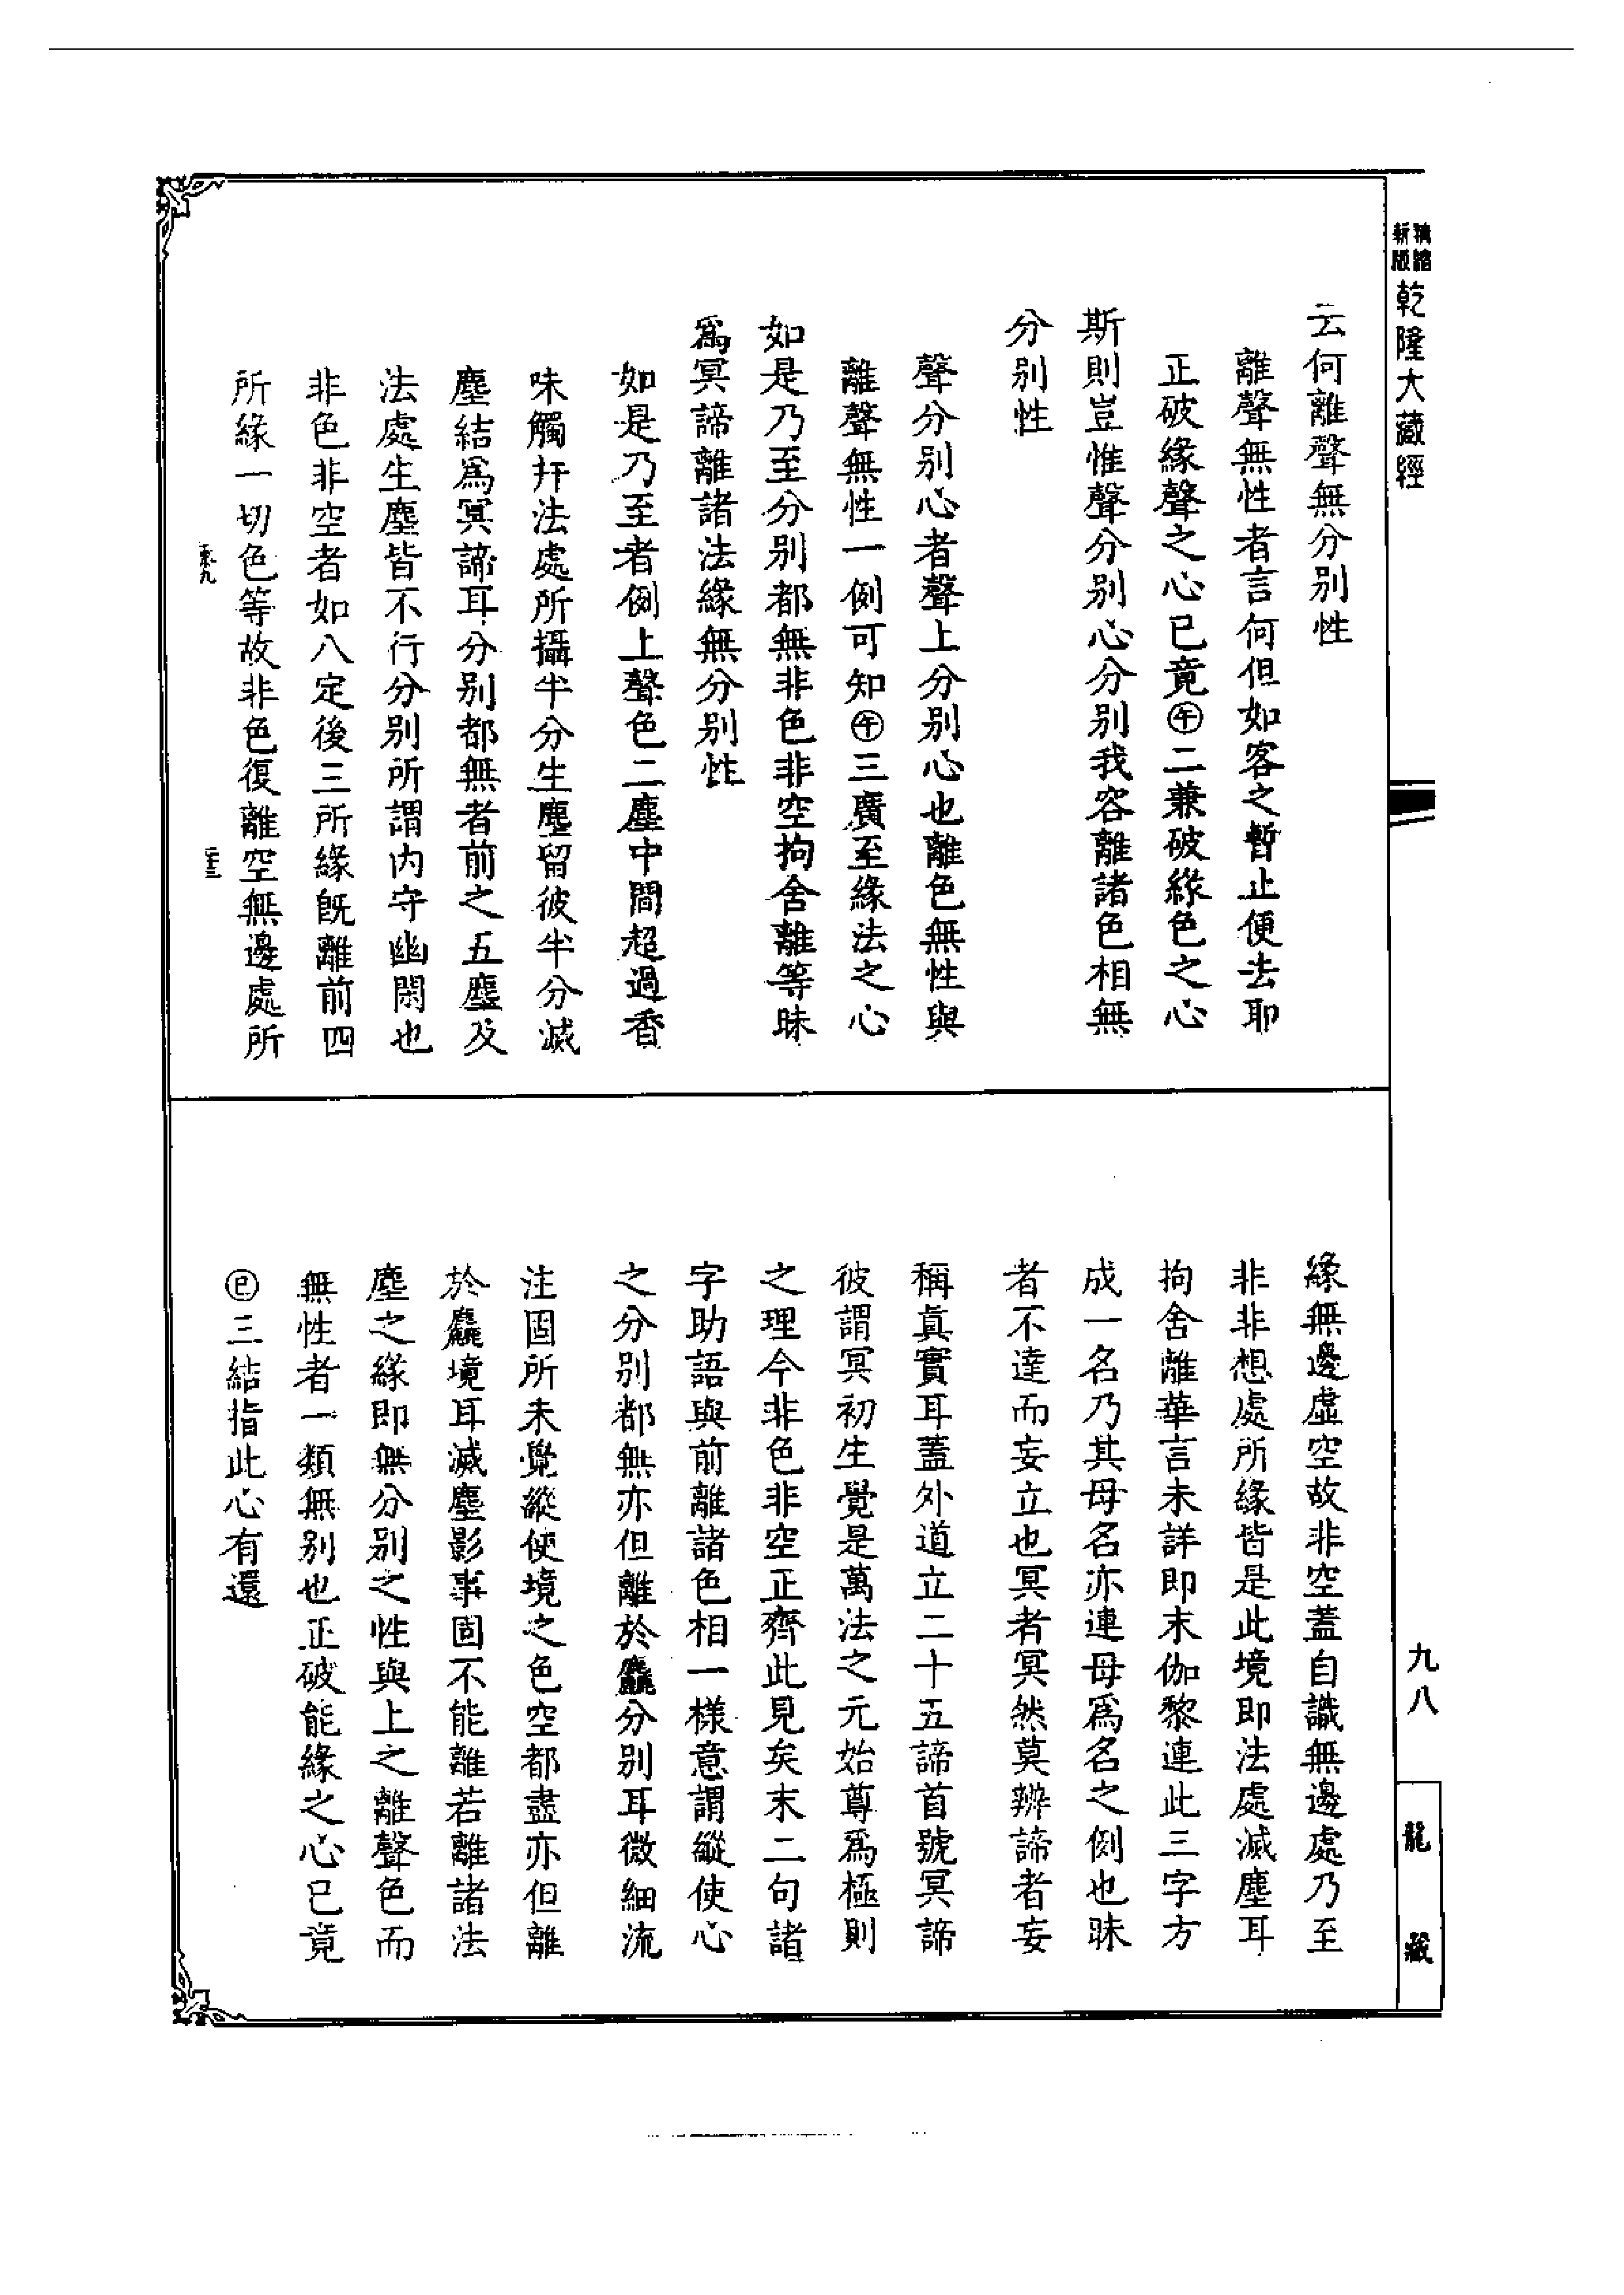 精縮
新版
乾隆大藏經
云何離聲無分別性
離聲無性者言何但如客之暫止便去耶
正破緣聲之心已竟㊌二兼破緣色之心
斯則豈惟聲分別心分別我容離諸色相無
分別性
聲分別心者聲上分別心也離色無性與
離聲無性一例可知㊌三廣至緣法之心
如是乃至分別都無非色非空拘舍離等昧
爲冥諦離諸法緣無分別性
如是乃至者例上聲色二塵中間超過香
味觸幷法處所攝半分生塵留彼半分滅
塵結爲冥諦耳分別都無者前之五塵及
法處生塵皆不行分別所謂內守幽閑也
非色非空者如八定後三所緣旣離前四
所緣一切色等故非色復離空無邊處所
九八
龍藏
緣無邊虛空故非空蓋自識無邊處乃至
非非想處所緣皆是此境即法處滅塵耳
拘舍離華言未詳即末伽黎連此三字方
成一名乃其母名亦連母爲名之例也昧
者不達而妄立也冥者冥然莫辨諦者妄
稱眞實耳蓋外道立二十五諦首號冥諦
彼謂冥初生覺是萬法之元始尊爲極則
之理今非色非空正齊此見矣末二句諸
字助語與前離諸色相一樣意謂縱使心
之分別都無亦但離於麤分別耳微細流
注固所未覺縱使境之色空都盡亦但離
於麤境耳滅塵影事固不能離若離諸法
塵之緣即無分別之性與上之離聲色而
無性者一類無別也正破能緣之心已竟
㊋三結指此心有還